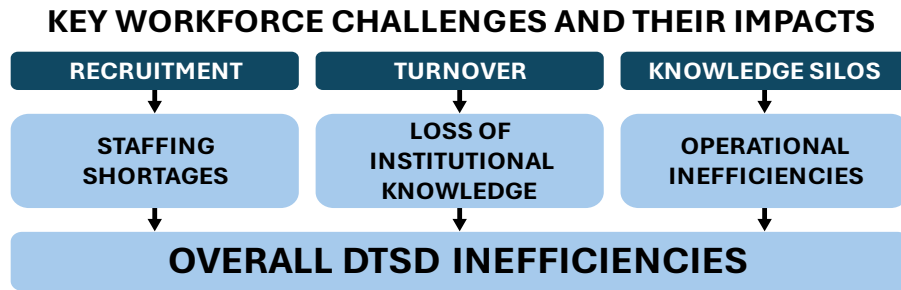 KEY WORKFORCE CHALLENGES AND THEIR IMPACTS
RECRUITMENT
TURNOVER
KNOWLEDGE SILOS
STAFFING
SHORTAGES
LOSS OF
INSTITUTIONAL
KNOWLEDGE
OPERATIONAL
INEFFICIENCIES
OVERALL DTSD INEFFICIENCIES